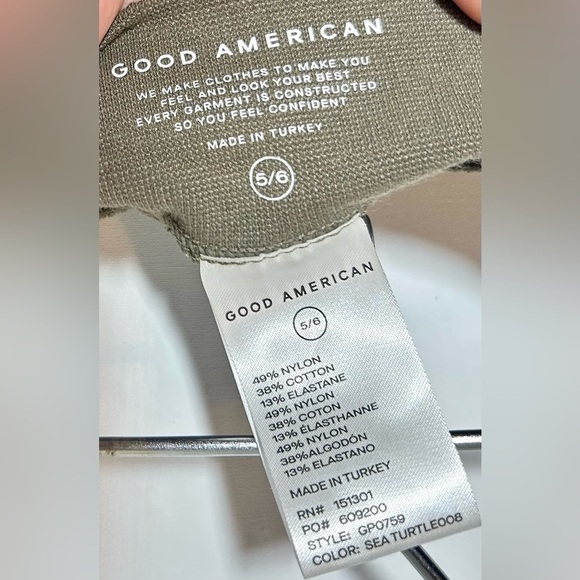 GOOD AMERICAN
WE MAKE CLOTHES TO MAKE YOU
FEEL AND LOOK YOUR BEST
EVERY GARMENT IS CONSTRUCTED
SO YOU FEEL CONFIDENT
MADE IN TURKEY
5/6
GOOD AMERICAN
5/6
49% NYLON
38% COTTON
13% ELASTANE
49% NYLON
38% COTON
13% ÉLASTHANNE
49% NYLON
38%ALGODÓN
13% ELASTANO
MADE IN TURKEY
RN# 151301
PO# 609200
STYLE: GP0759
COLOR: SEATURTLE008